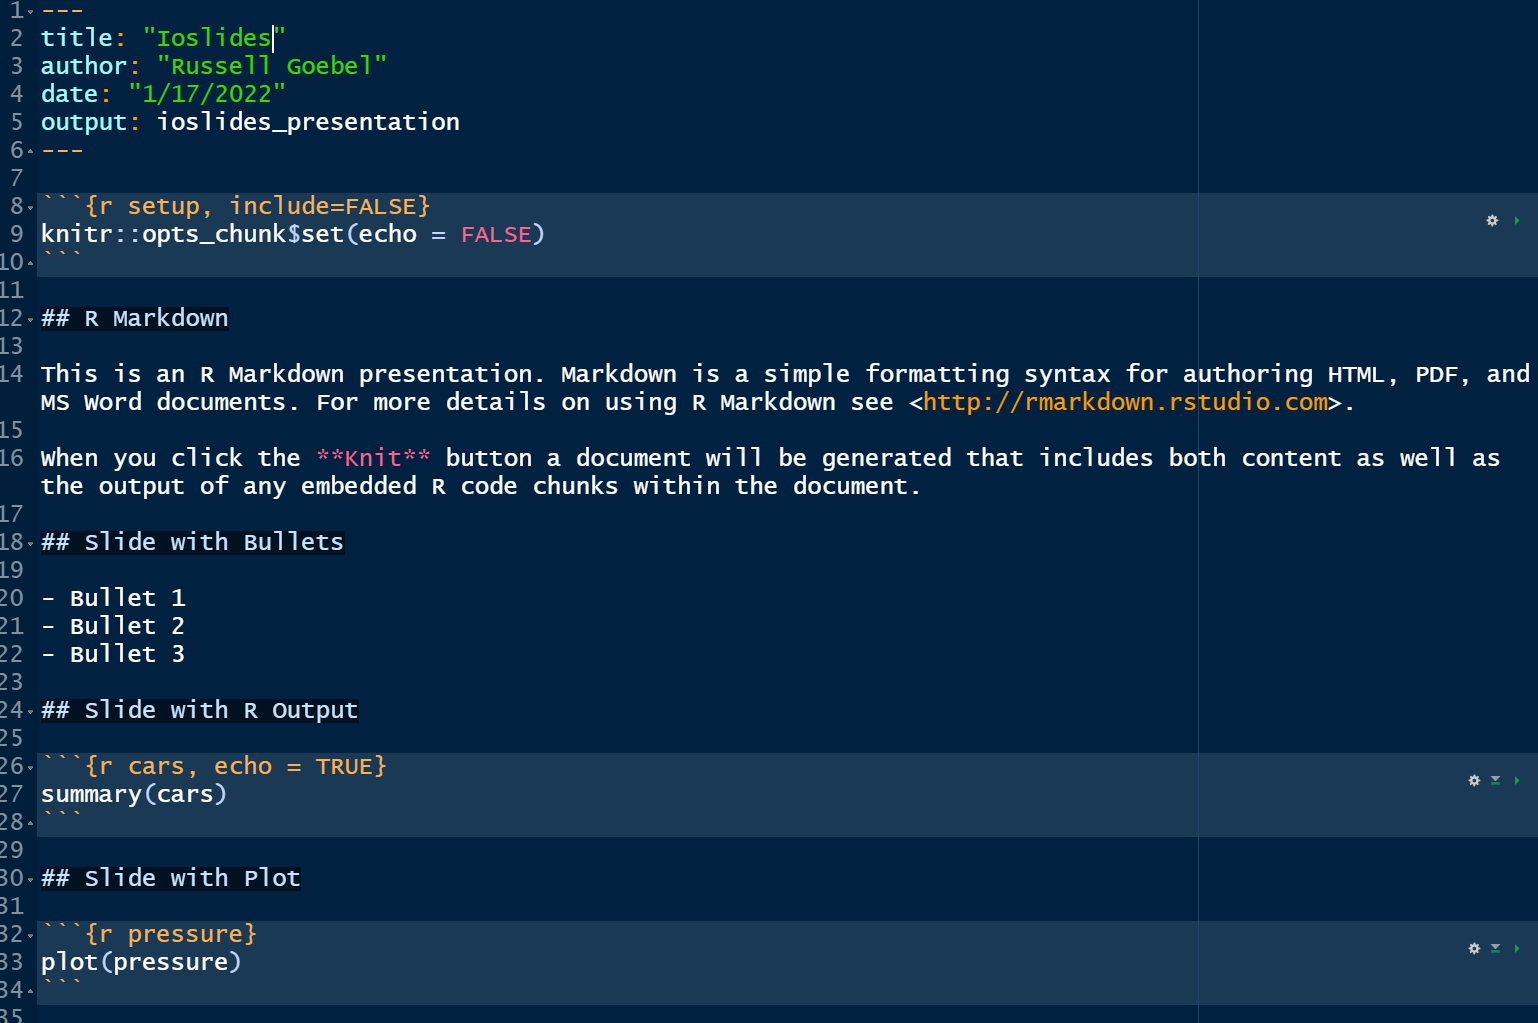 1 ---
2 title: "Ioslides"
3 author: "Russell Goebel"
4 date: "1/17/2022"
5 output: ioslides_presentation
6 ---
7
8 ```{r setup, include=FALSE}
9 knitr::opts_chunk$set(echo = FALSE)
10 ```
11
12 ## R Markdown
13
14 This is an R Markdown presentation. Markdown is a simple formatting syntax for authoring HTML, PDF, and
MS Word documents. For more details on using R Markdown see <http://rmarkdown.rstudio.com>.
15
16 When you click the **Knit** button a document will be generated that includes both content as well as
the output of any embedded R code chunks within the document.
17
18 ## Slide with Bullets
19
20 - Bullet 1
21 - Bullet 2
22 - Bullet 3
23
24 ## Slide with R Output
25
26 ```{r cars, echo = TRUE}
27 summary(cars)
28 ```
29
30 ## Slide with Plot
31
32 ```{r pressure}
33 plot(pressure)
34 ```
35